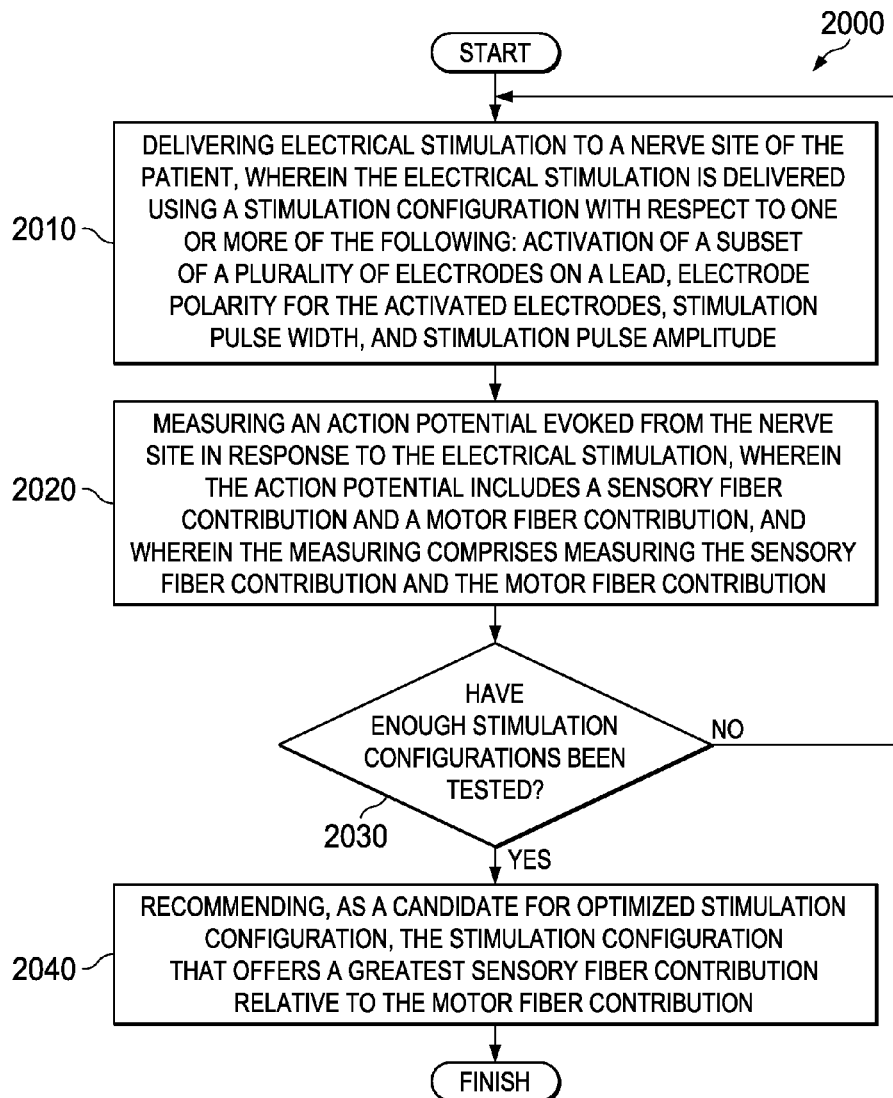 2000
START
2010
DELIVERING ELECTRICAL STIMULATION TO A NERVE SITE OF THE
PATIENT, WHEREIN THE ELECTRICAL STIMULATION IS DELIVERED
USING A STIMULATION CONFIGURATION WITH RESPECT TO ONE
OR MORE OF THE FOLLOWING: ACTIVATION OF A SUBSET
OF A PLURALITY OF ELECTRODES ON A LEAD, ELECTRODE
POLARITY FOR THE ACTIVATED ELECTRODES, STIMULATION
PULSE WIDTH, AND STIMULATION PULSE AMPLITUDE
2020
MEASURING AN ACTION POTENTIAL EVOKED FROM THE NERVE
SITE IN RESPONSE TO THE ELECTRICAL STIMULATION, WHEREIN
THE ACTION POTENTIAL INCLUDES A SENSORY FIBER
CONTRIBUTION AND A MOTOR FIBER CONTRIBUTION, AND
WHEREIN THE MEASURING COMPRISES MEASURING THE SENSORY
FIBER CONTRIBUTION AND THE MOTOR FIBER CONTRIBUTION
HAVE
ENOUGH STIMULATION
CONFIGURATIONS BEEN
TESTED?
NO
2030
YES
2040
RECOMMENDING, AS A CANDIDATE FOR OPTIMIZED STIMULATION
CONFIGURATION, THE STIMULATION CONFIGURATION
THAT OFFERS A GREATEST SENSORY FIBER CONTRIBUTION
RELATIVE TO THE MOTOR FIBER CONTRIBUTION
FINISH